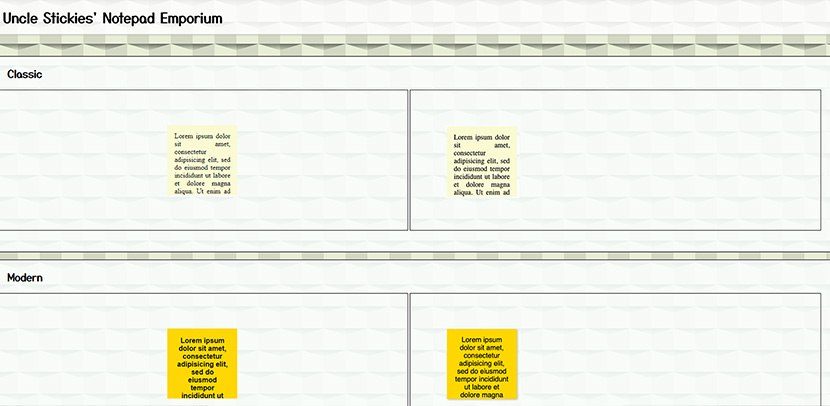 Uncle Stickies' Notepad Emporium
Classic
Lorem ipsum dolor
sit amet,
consectetur
adipisicing elit, sed
do eiusmod tempor
incididunt ut labore
et dolore magna
aliqua. Ut enim ad
Lorem ipsum dolor
sit amet,
consectetur
adipisicing elit, sed
do eiusmod tempor
incididunt ut labore
et dolore magna
aliqua. Ut enim ad
Modern
Lorem ipsum
dolor sit amet,
consectetur
adipisicing elit,
sed do
eiusmod
tempor
incididunt ut
Lorem ipsum
dolor sit amet,
consectetur
adipisicing elit,
sed do eiusmod
tempor incididunt
ut labore et
dolore magna